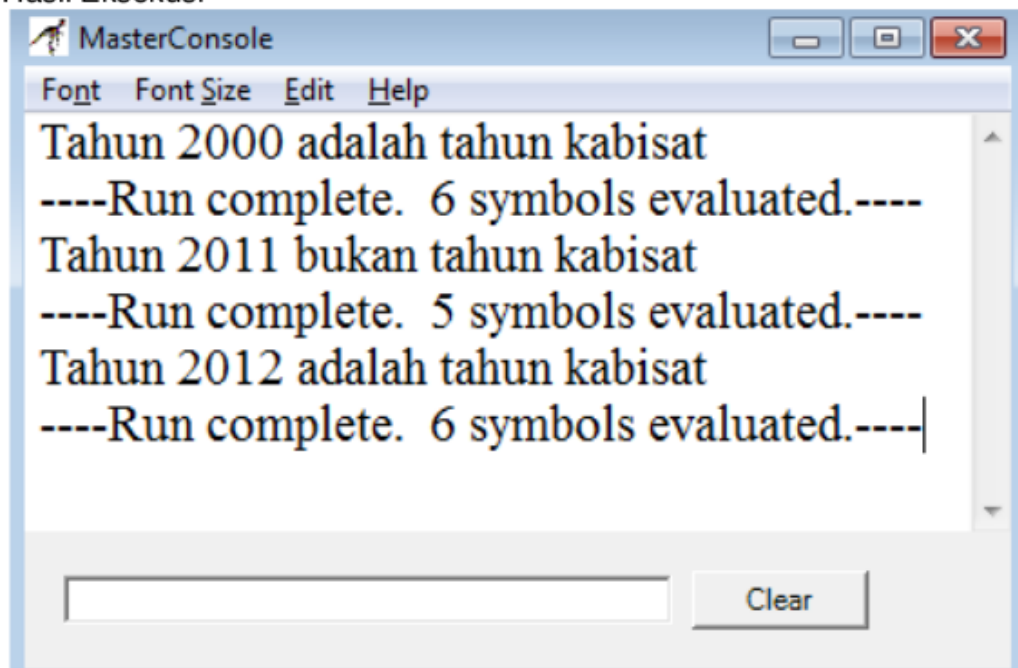 MasterConsole
Font Font Size Edit Help
Tahun 2000 adalah tahun kabisat
----Run complete.  6 symbols evaluated.----
Tahun 2011 bukan tahun kabisat
----Run complete.  5 symbols evaluated.----
Tahun 2012 adalah tahun kabisat
----Run complete.  6 symbols evaluated.----
Clear